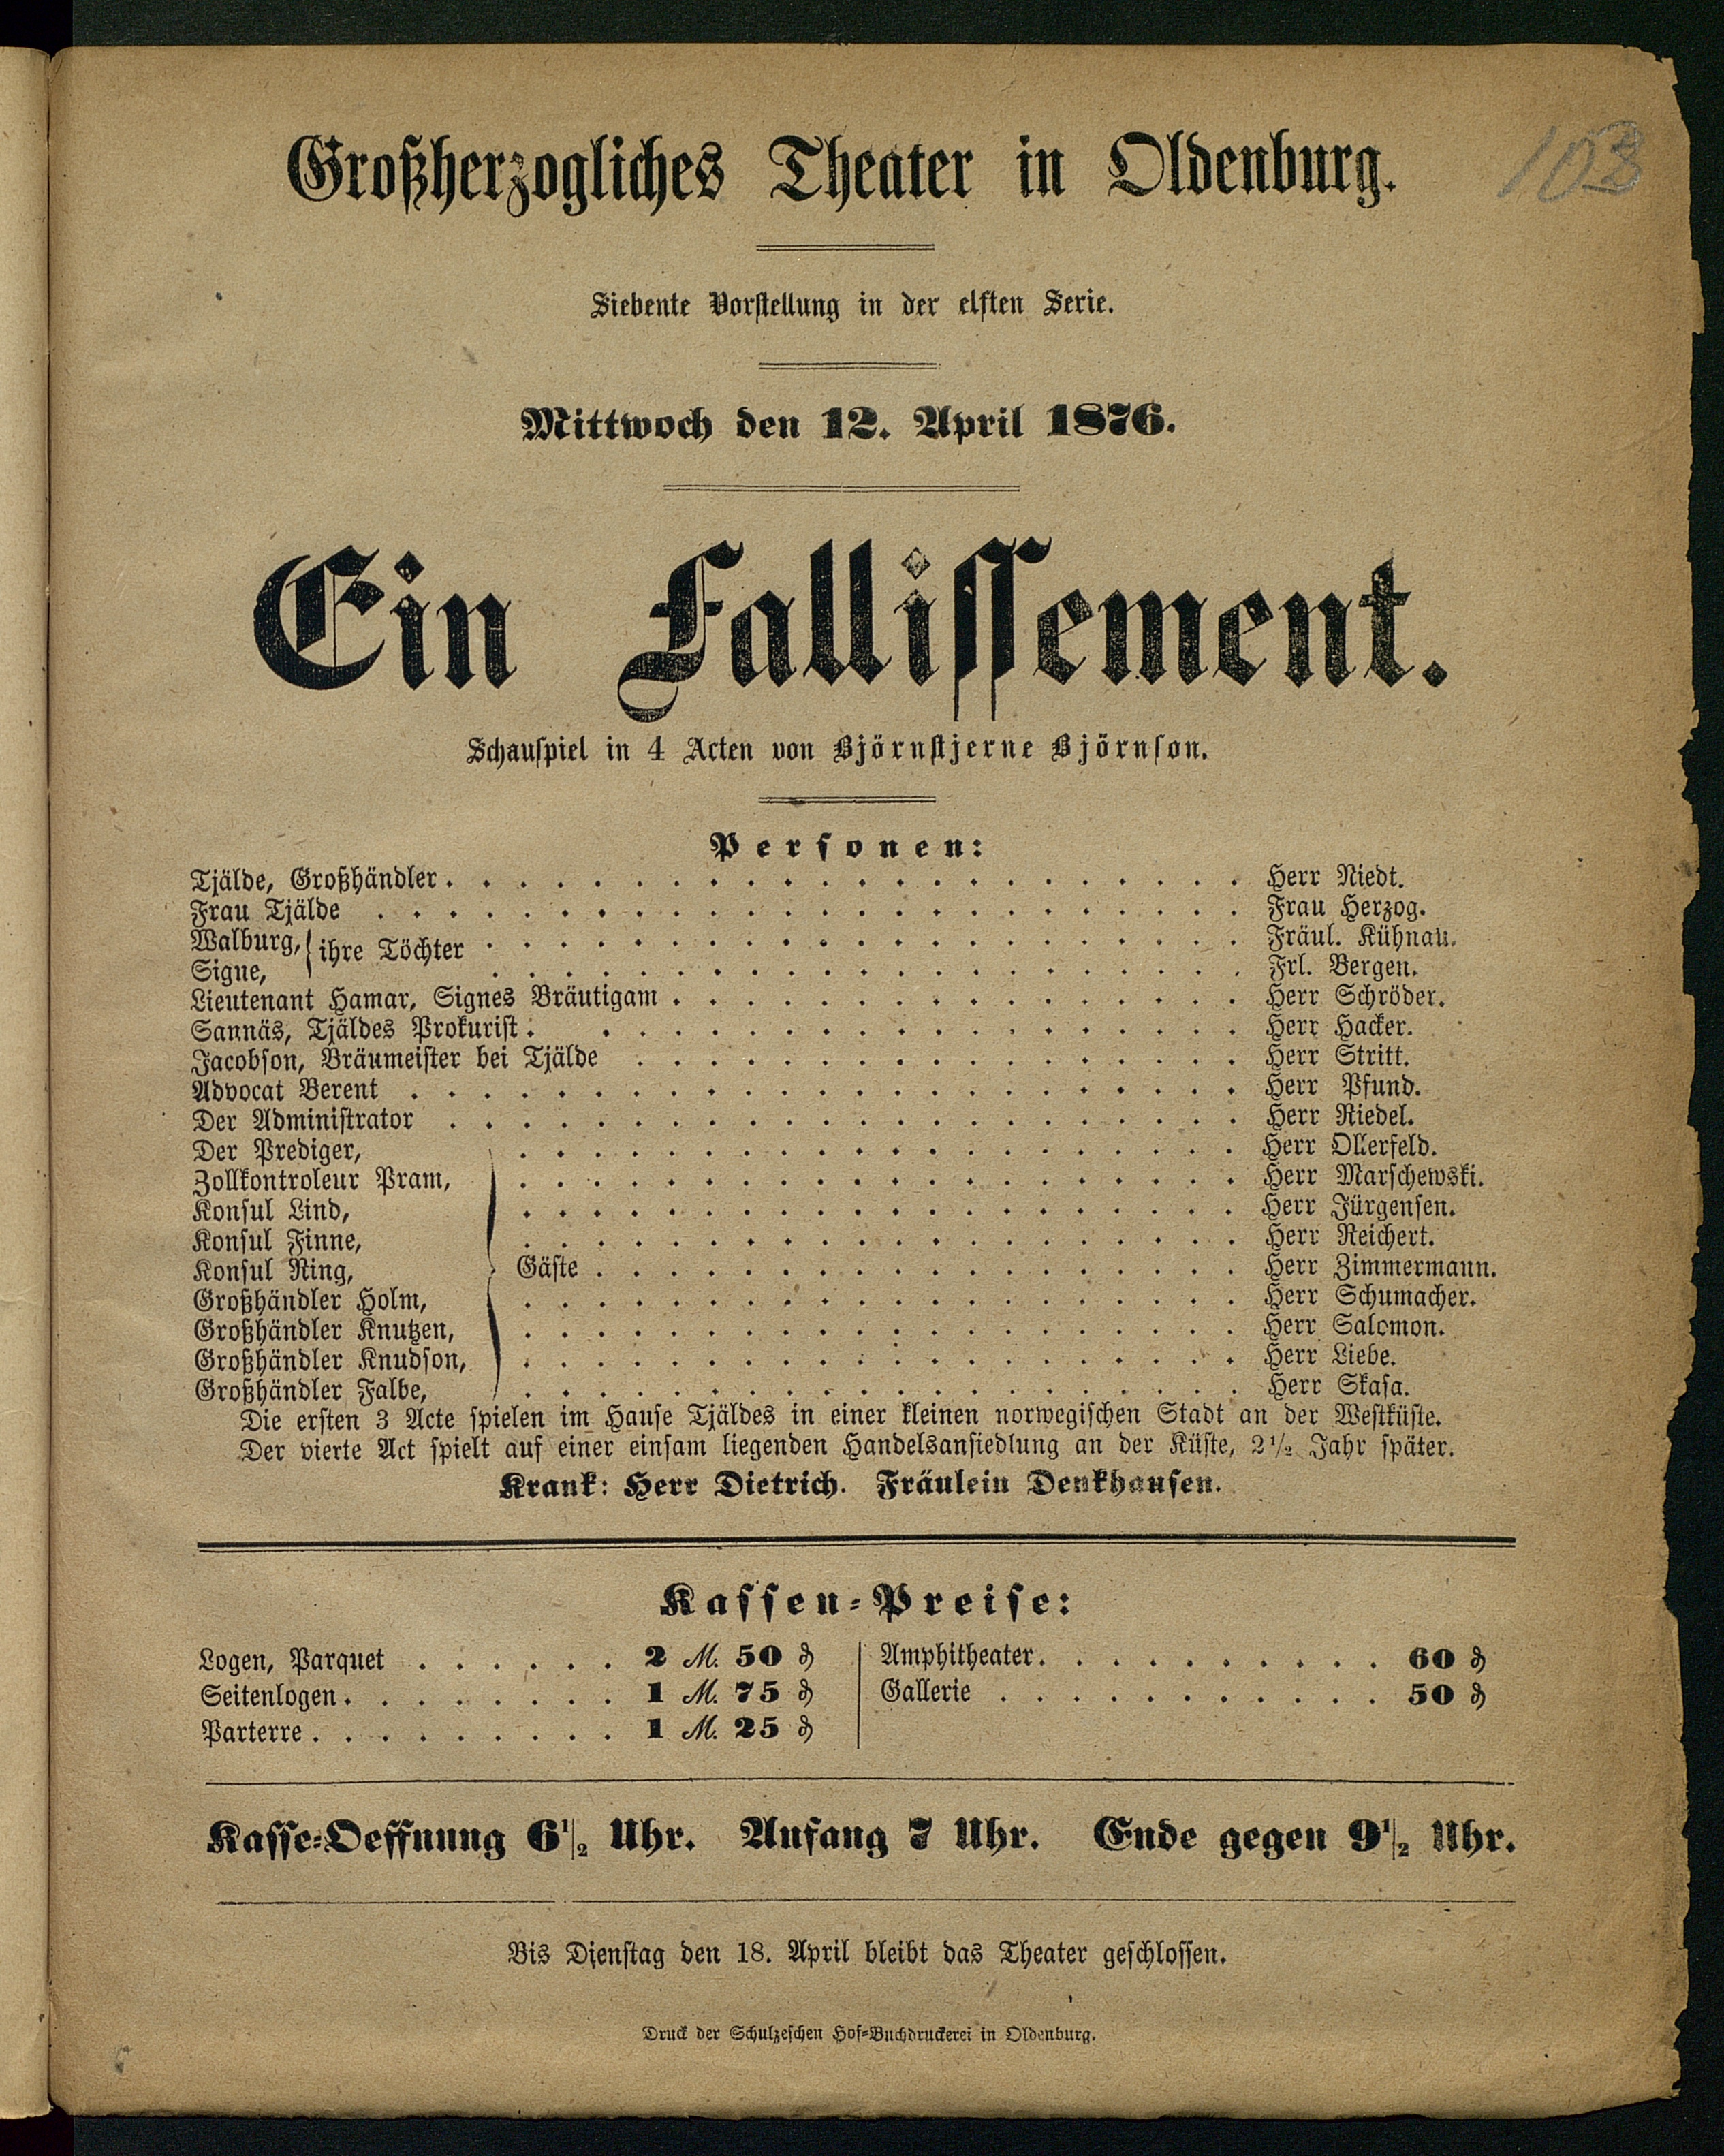 Großherzogliches Theater in Oldenburg.
103
Siebente Vorstellung in der elften Serie.
Mittwoch den 12. April 1876.
Ein Fallissement.
Schauspiel in 4 Acten von Björnstjerne Björnson.
Personen:
Tjälde, Großhändler . . . Herr Niedt.
Frau Tjälde . . . Frau Herzog.
Walburg, } ihre Töchter . . . Fräul. Kühnau.
Signe, . . . Frl. Bergen.
Lieutenant Hamar, Signes Bräutigam . . . Herr Schröder.
Sannäs, Tjäldes Prokurist . . . Herr Hacker.
Jacobson, Bräumeister bei Tjälde . . . Herr Stritt.
Advocat Berent . . . Herr Pfund.
Der Administrator . . . Herr Riedel.
Der Prediger, . . . Herr Ollerfeld.
Zollkontroleur Pram, . . . Herr Marschewski.
Konsul Lind, . . . Herr Jürgensen.
Konsul Finne, . . . Herr Reichert.
Konsul Ring, } Gäste . . . Herr Zimmermann.
Großhändler Holm, . . . Herr Schumacher.
Großhändler Knutzen, . . . Herr Salomon.
Großhändler Knudson, . . . Herr Liebe.
Großhändler Falbe, . . . Herr Skasa.
Die ersten 3 Acte spielen im Hause Tjäldes in einer kleinen norwegischen Stadt an der Westküste.
Der vierte Act spielt auf einer einsam liegenden Handelsansiedlung an der Küste, 2 1/2 Jahr später.
Krank: Herr Dietrich. Fräulein Denkhausen.
Kassen-Preise:
Logen, Parquet . . . 2 M. 50 ₰ | Amphitheater . . . 60 ₰
Seitenlogen . . . 1 M. 75 ₰ | Gallerie . . . 50 ₰
Parterre . . . 1 M. 25 ₰
Kasse-Oeffnung 6 1/2 Uhr. Anfang 7 Uhr. Ende gegen 9 1/2 Uhr.
Bis Dienstag den 18. April bleibt das Theater geschlossen.
Druck der Schulzeschen Hof-Buchdruckerei in Oldenburg.